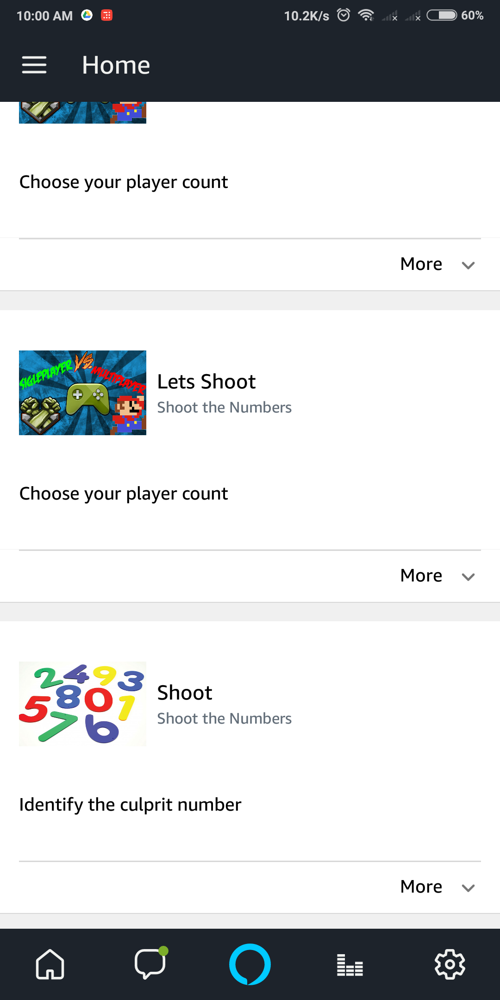 10:00 AM 10.2K/s 60%
Home
Choose your player count
More
SIGLEPLAYER VS MULTIPLAYER
Lets Shoot
Shoot the Numbers
Choose your player count
More
2 4 9 3
5 8 0 1
7 6
Shoot
Shoot the Numbers
Identify the culprit number
More